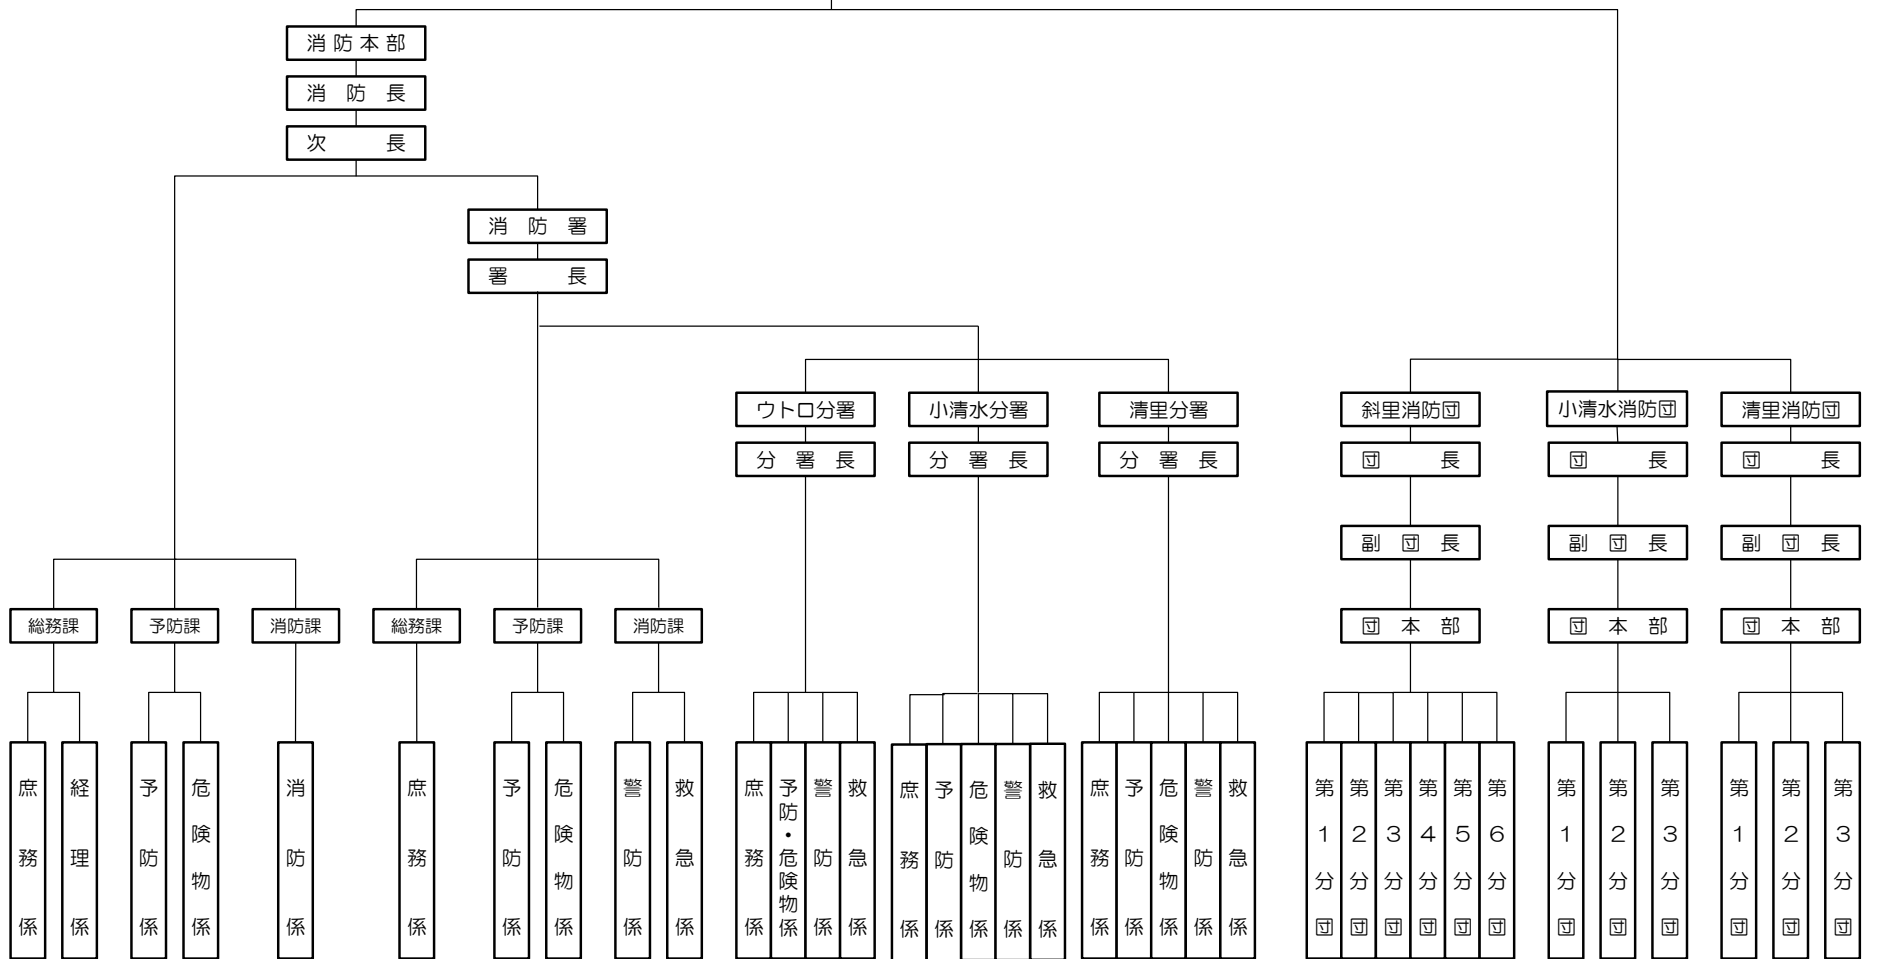 消防本部
消防長
次長
消防署
署長
ウトロ分署
小清水分署
清里分署
斜里消防団
小清水消防団
清里消防団
分署長
分署長
分署長
団長
団長
団長
副団長
副団長
副団長
総務課
予防課
消防課
総務課
予防課
消防課
団本部
団本部
団本部
庶務係
経理係
予防係
危険物係
消防係
庶務係
予防係
危険物係
警防係
救急係
庶務係
予防・危険物係
警防係
救急係
庶務係
予防係
危険物係
警防係
救急係
庶務係
予防係
危険物係
警防係
救急係
第1分団
第2分団
第3分団
第4分団
第5分団
第6分団
第1分団
第2分団
第3分団
第1分団
第2分団
第3分団